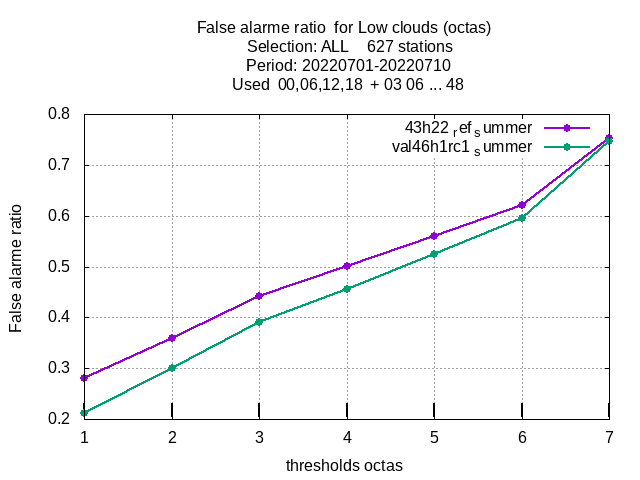 False alarme ratio  for Low clouds (octas)
Selection: ALL    627 stations
Period: 20220701-20220710
Used  00,06,12,18  + 03 06 ... 48
43h22 ref summer
val46h1rc1 summer
0.8
0.7
0.6
0.5
0.4
0.3
0.2
False alarme ratio
1 2 3 4 5 6 7
thresholds octas